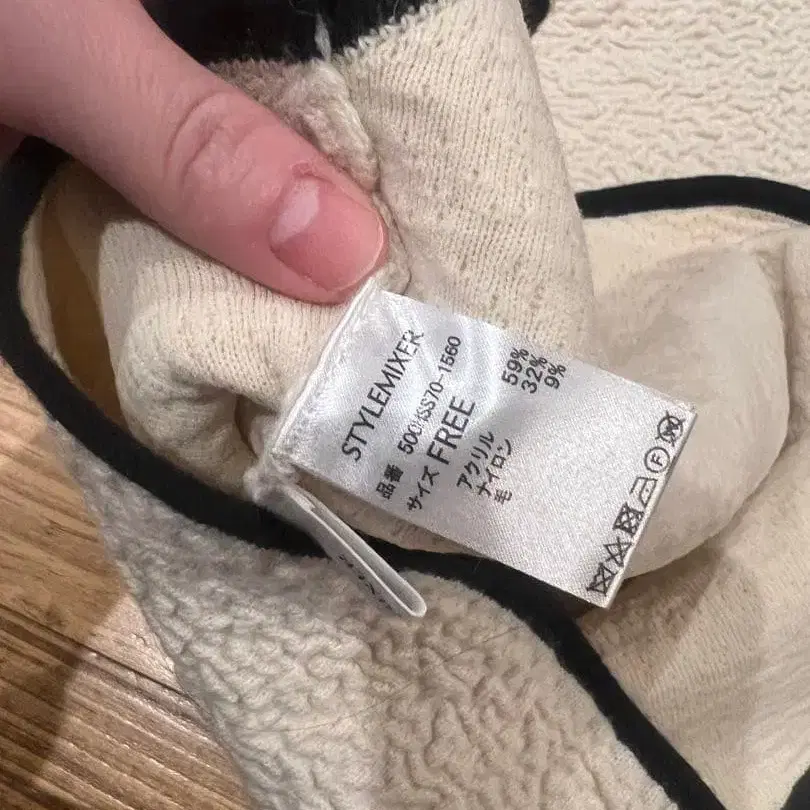 STYLEMIXER
品番 500HSS70-1560
サイズ FREE
アクリル 59%
ナイロン 32%
毛 9%
F